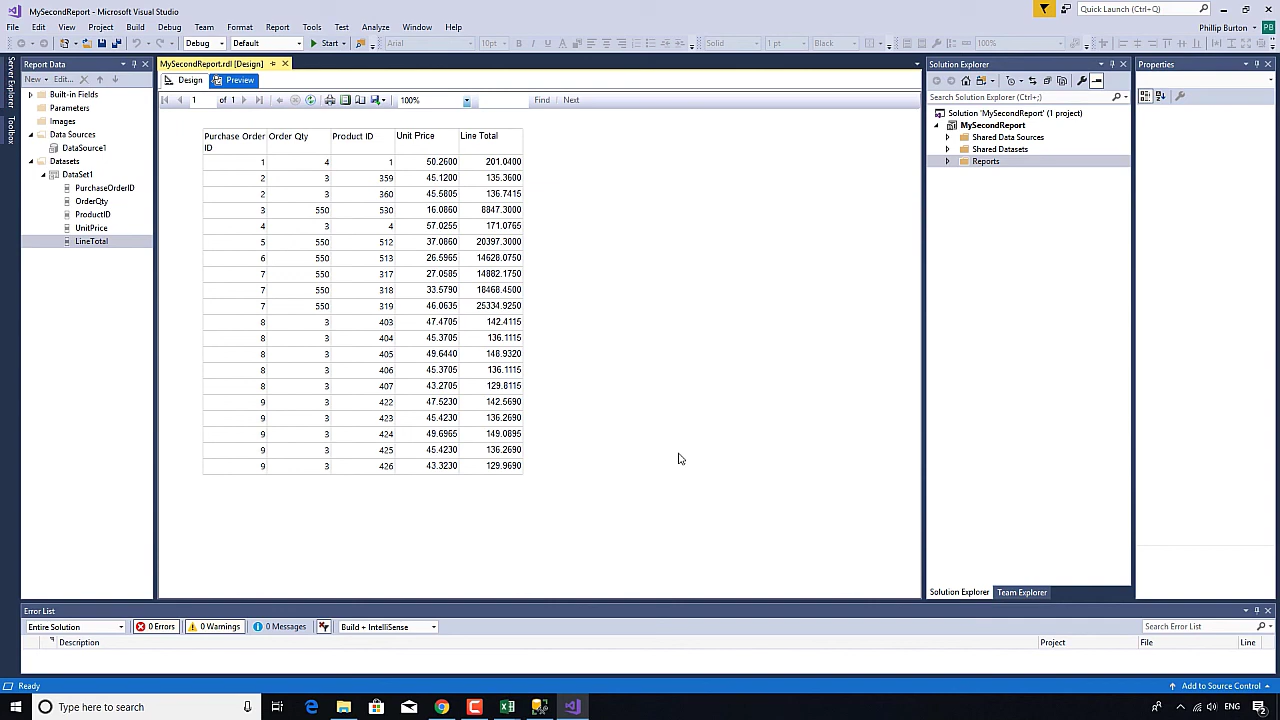 MySecondReport - Microsoft Visual Studio
Quick Launch (Ctrl+Q)
File Edit View Project Build Debug Team Format Report Tools Test Analyze Window Help
Phillip Burton PB
Debug Default Start Arial 10pt Solid 1 pt Black 100%
Server Explorer
Toolbox
Report Data
New Edit...
Built-in Fields
Parameters
Images
Data Sources
DataSource1
Datasets
DataSet1
PurchaseOrderID
OrderQty
ProductID
UnitPrice
LineTotal
MySecondReport.rdl [Design]
Design Preview
1 of 1 100% Find Next
Purchase Order ID Order Qty Product ID Unit Price Line Total
1 4 1 50.2600 201.0400
2 3 359 45.1200 135.3600
2 3 360 45.5805 136.7415
3 550 530 16.0860 8847.3000
4 3 4 57.0255 171.0765
5 550 512 37.0860 20397.3000
6 550 513 26.5965 14628.0750
7 550 317 27.0585 14882.1750
7 550 318 33.5790 18468.4500
7 550 319 46.0635 25334.9250
8 3 403 47.4705 142.4115
8 3 404 45.3705 136.1115
8 3 405 49.6440 148.9320
8 3 406 45.3705 136.1115
8 3 407 43.2705 129.8115
9 3 422 47.5230 142.5690
9 3 423 45.4230 136.2690
9 3 424 49.6965 149.0895
9 3 425 45.4230 136.2690
9 3 426 43.3230 129.9690
Solution Explorer
Search Solution Explorer (Ctrl+;)
Solution 'MySecondReport' (1 project)
MySecondReport
Shared Data Sources
Shared Datasets
Reports
Solution Explorer Team Explorer
Properties
Error List
Entire Solution 0 Errors 0 Warnings 0 Messages Build + IntelliSense
Search Error List
Description Project File Line
Ready
Add to Source Control
Type here to search
ENG
2